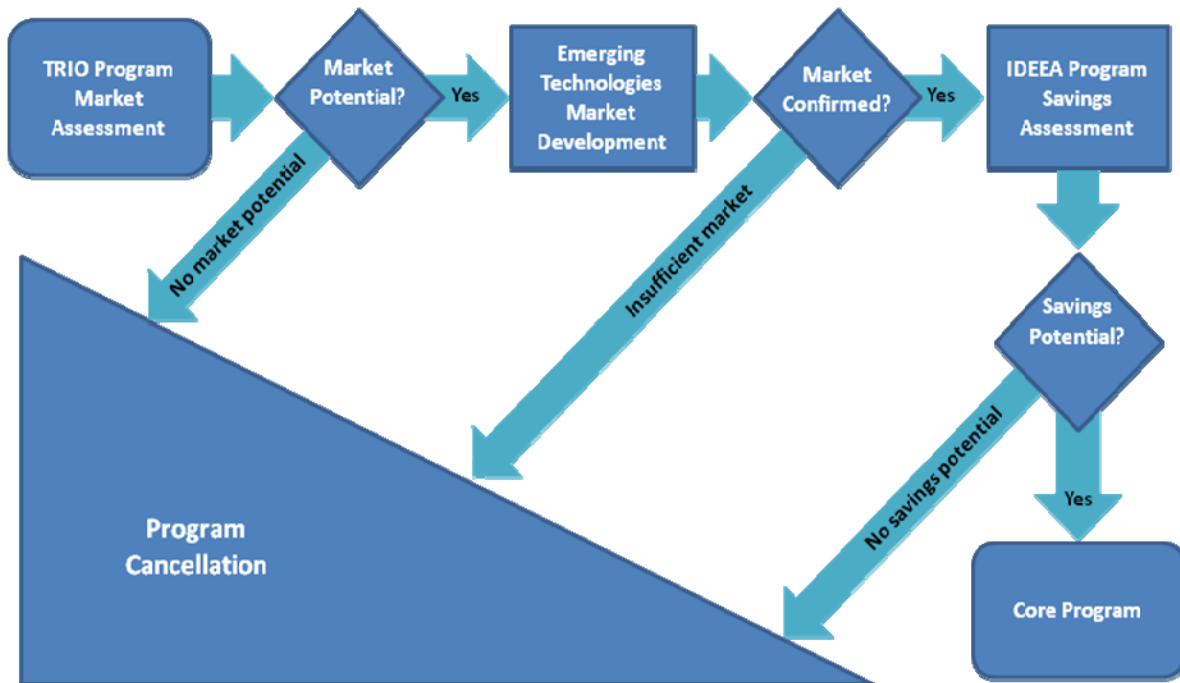 TRIO Program
Market
Assessment
Market
Potential?
Yes
Emerging
Technologies
Market
Development
Market
Confirmed?
Yes
IDEEA Program
Savings
Assessment
No market potential
Insufficient market
Savings
Potential?
No savings potential
Yes
Program
Cancellation
Core Program